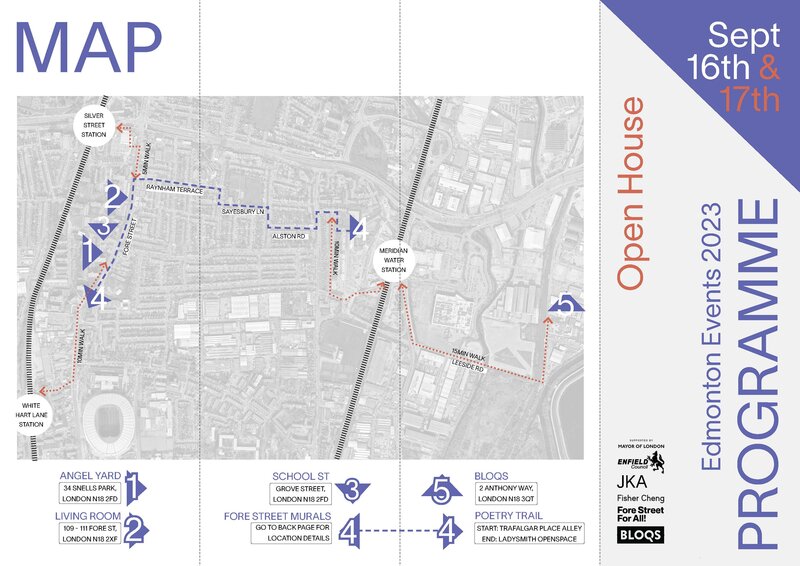 MAP
SILVER
STREET
STATION
5MIN WALK
2
RAYNHAM TERRACE
SAYESBURY LN
3
FORE STREET
ALSTON RD
4
1
10MIN WALK
MERIDIAN
WATER
STATION
4
5
10MIN WALK
15MIN WALK
LEESIDE RD
WHITE
HART LANE
STATION
ANGEL YARD
34 SNELLS PARK,
LONDON N18 2FD
1
LIVING ROOM
109 - 111 FORE ST,
LONDON N18 2XF
2
SCHOOL ST
GROVE STREET,
LONDON N18 2FD
3
FORE STREET MURALS
GO TO BACK PAGE FOR
LOCATION DETAILS
4
BLOQS
2 ANTHONY WAY,
LONDON N18 3QT
5
POETRY TRAIL
START: TRAFALGAR PLACE ALLEY
END: LADYSMITH OPENSPACE
4
Sept
16th &
17th
Open House
Edmonton Events 2023
PROGRAMME
SUPPORTED BY
MAYOR OF LONDON
ENFIELD
Council
JKA
Fisher Cheng
Fore Street
For All!
BLOQS